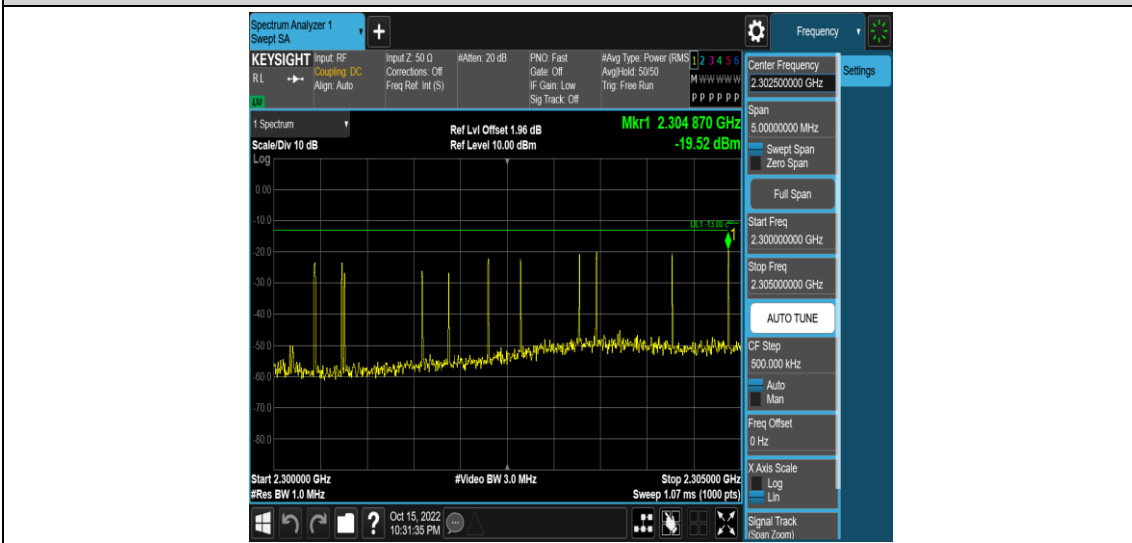 Spectrum Analyzer 1
Swept SA
+
Frequency
KEYSIGHT
RL
LNI
Input: RF
Coupling: DC
Align: Auto
Input Z: 50 Ω
Corrections: Off
Freq Ref: Int (S)
#Atten: 20 dB
PNO: Fast
Gate: Off
IF Gain: Low
Sig Track: Off
#Avg Type: Power (RMS
Avg|Hold: 50/50
Trig: Free Run
1 2 3 4 5 6
M W W W W W
P P P P P P
1 Spectrum
Scale/Div 10 dB
Log
Ref Lvl Offset 1.96 dB
Ref Level 10.00 dBm
Mkr1 2.304 870 GHz
-19.52 dBm
0.00
-10.0
DL1 -13.00 dBm
1
-20.0
-30.0
-40.0
-50.0
-60.0
-70.0
-80.0
Start 2.300000 GHz
#Res BW 1.0 MHz
#Video BW 3.0 MHz
Stop 2.305000 GHz
Sweep 1.07 ms (1000 pts)
Oct 15, 2022
10:31:35 PM
?
Center Frequency
2.302500000 GHz
Settings
Span
5.00000000 MHz
Swept Span
Zero Span
Full Span
Start Freq
2.300000000 GHz
Stop Freq
2.305000000 GHz
AUTO TUNE
CF Step
500.000 kHz
Auto
Man
Freq Offset
0 Hz
X Axis Scale
Log
Lin
Signal Track
(Span Zoom)